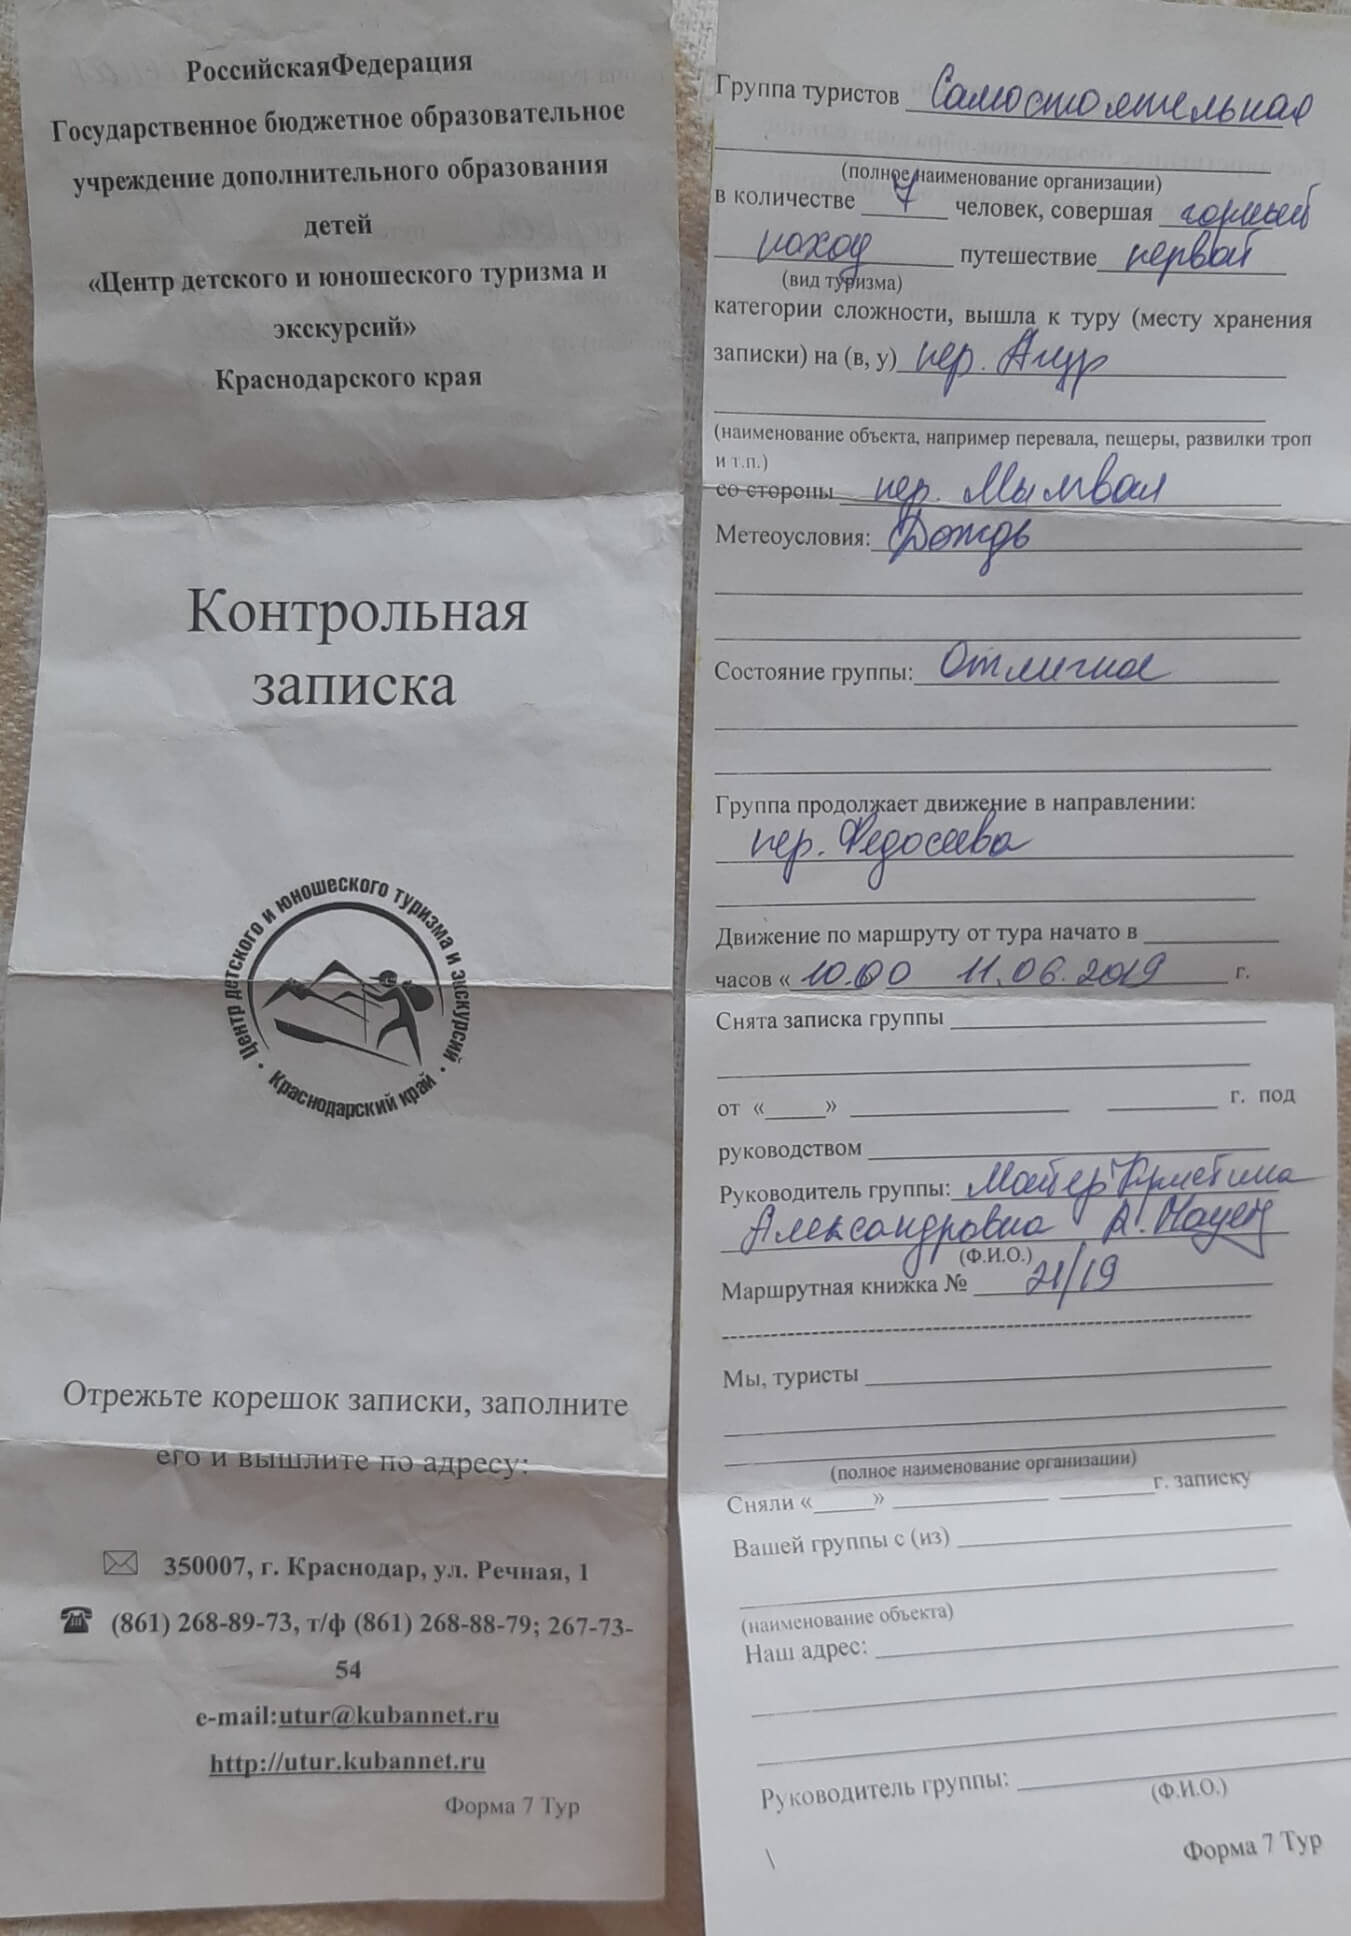 РоссийскаяФедерация
Государственное бюджетное образовательное
учреждение дополнительного образования
детей
«Центр детского и юношеского туризма и
экскурсий»
Краснодарского края
Контрольная
записка
Центр детского и юношеского туризма и экскурсий
Краснодарский край
Отрежьте корешок записки, заполните
его и вышлите по адресу:
350007, г. Краснодар, ул. Речная, 1
(861) 268-89-73, т/ф (861) 268-88-79; 267-73-
54
e-mail:utur@kubannet.ru
http://utur.kubannet.ru
Форма 7 Тур
Группа туристов Самостоятельная
(полное наименование организации)
в количестве 7 человек, совершая горный
поход путешествие первой
(вид туризма)
категории сложности, вышла к туру (месту хранения
записки) на (в, у) пер. Ацур
(наименование объекта, например перевала, пещеры, развилки троп
и т.п.)
со стороны пер. Мымвал
Метеоусловия: Дождь
Состояние группы: Отличное
Группа продолжает движение в направлении:
пер. Федосеева
Движение по маршруту от тура начато в
часов « 10.00 11.06.2019 г.
Снята записка группы
от « » г. под
руководством
Руководитель группы: Майер Кристина
Александровна
(Ф.И.О.)
Маршрутная книжка № 21/19
Мы, туристы
(полное наименование организации)
Сняли « » г. записку
Вашей группы с (из)
(наименование объекта)
Наш адрес:
Руководитель группы:
(Ф.И.О.)
\
Форма 7 Тур